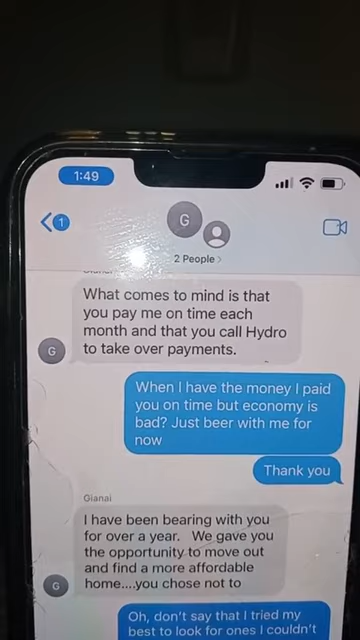 1:49
1
G
2 People
What comes to mind is that
you pay me on time each
month and that you call Hydro
to take over payments.
G
When I have the money I paid
you on time but economy is
bad? Just beer with me for
now
Thank you
Gianai
I have been bearing with you
for over a year. We gave you
the opportunity to move out
and find a more affordable
home....you chose not to
G
Oh, don't say that I tried my
best to look for ones I couldn't